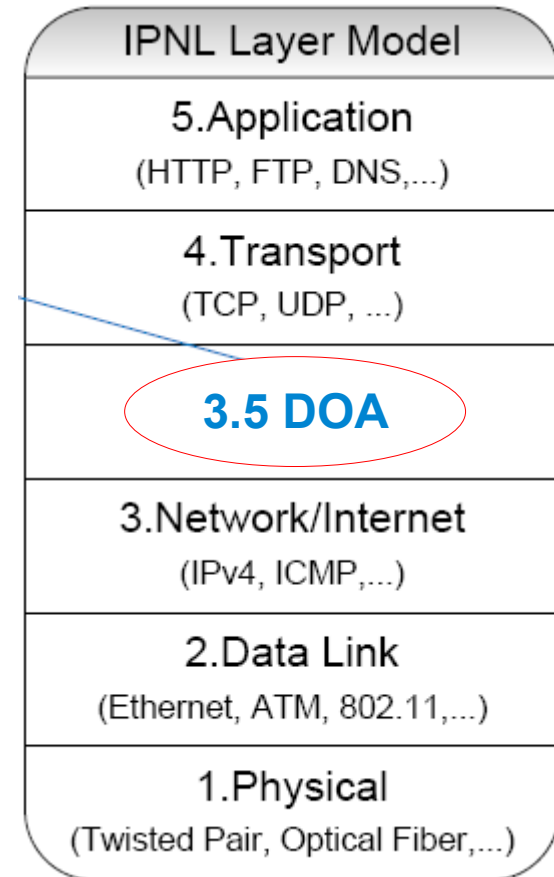 IPNL Layer Model
5.Application
(HTTP, FTP, DNS,...)
4.Transport
(TCP, UDP, ...)
3.5 DOA
3.Network/Internet
(IPv4, ICMP,...)
2.Data Link
(Ethernet, ATM, 802.11,...)
1.Physical
(Twisted Pair, Optical Fiber,...)